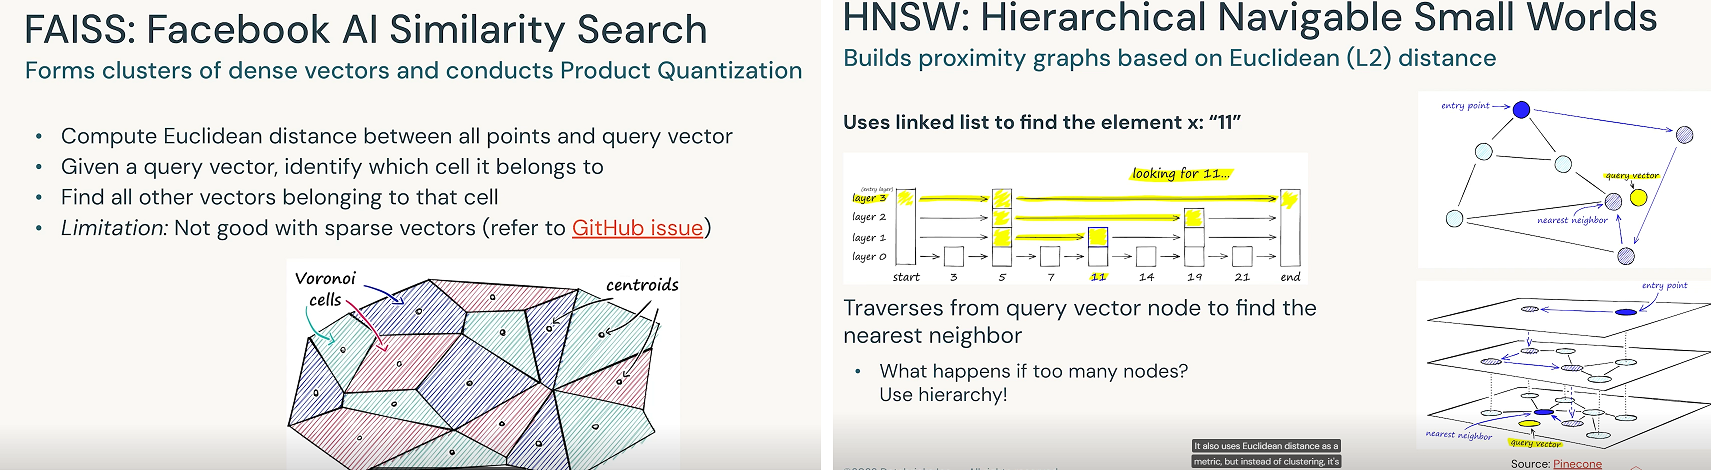 FAISS: Facebook AI Similarity Search
Forms clusters of dense vectors and conducts Product Quantization
• Compute Euclidean distance between all points and query vector
• Given a query vector, identify which cell it belongs to
• Find all other vectors belonging to that cell
• Limitation: Not good with sparse vectors (refer to GitHub issue)
Voronoi
cells
centroids
HNSW: Hierarchical Navigable Small Worlds
Builds proximity graphs based on Euclidean (L2) distance
Uses linked list to find the element x: “11”
looking for 11...
(entry layer)
layer 3
layer 2
layer 1
layer 0
start 3 5 7 11 14 19 21 end
Traverses from query vector node to find the
nearest neighbor
• What happens if too many nodes?
Use hierarchy!
entry point
query vector
nearest neighbor
entry point
nearest neighbor
query vector
It also uses Euclidean distance as a
metric, but instead of clustering, it's
Source: Pinecone